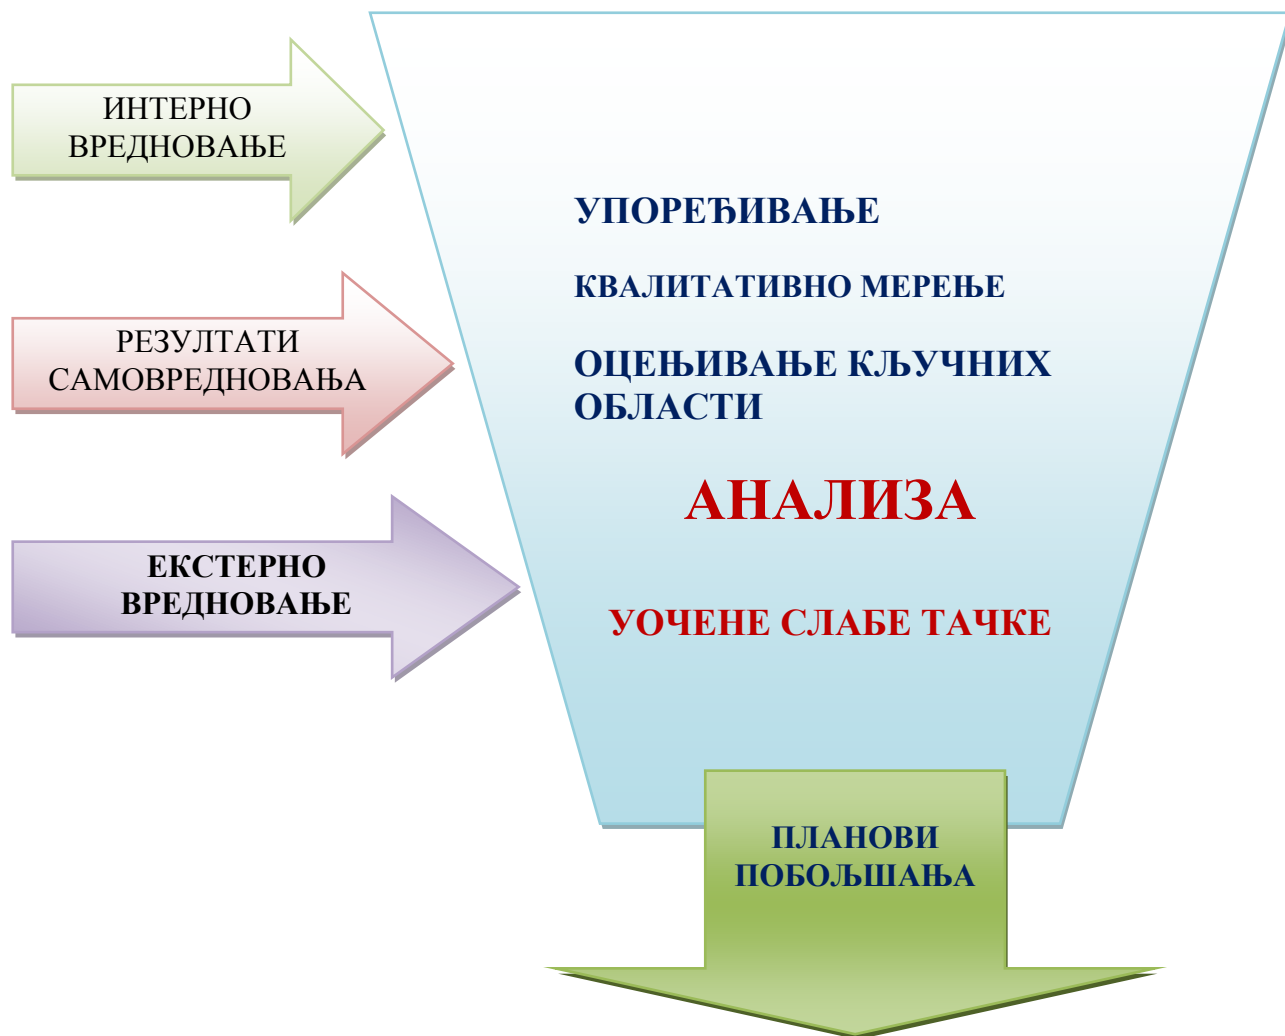 ИНТЕРНО
ВРЕДНОВАЊЕ
РЕЗУЛТАТИ
САМОВРЕДНОВАЊА
ЕКСТЕРНО
ВРЕДНОВАЊЕ
УПОРЕЂИВАЊЕ
КВАЛИТАТИВНО МЕРЕЊЕ
ОЦЕЊИВАЊЕ КЉУЧНИХ
ОБЛАСТИ
АНАЛИЗА
УОЧЕНЕ СЛАБЕ ТАЧКЕ
ПЛАНОВИ
ПОБОЉШАЊА